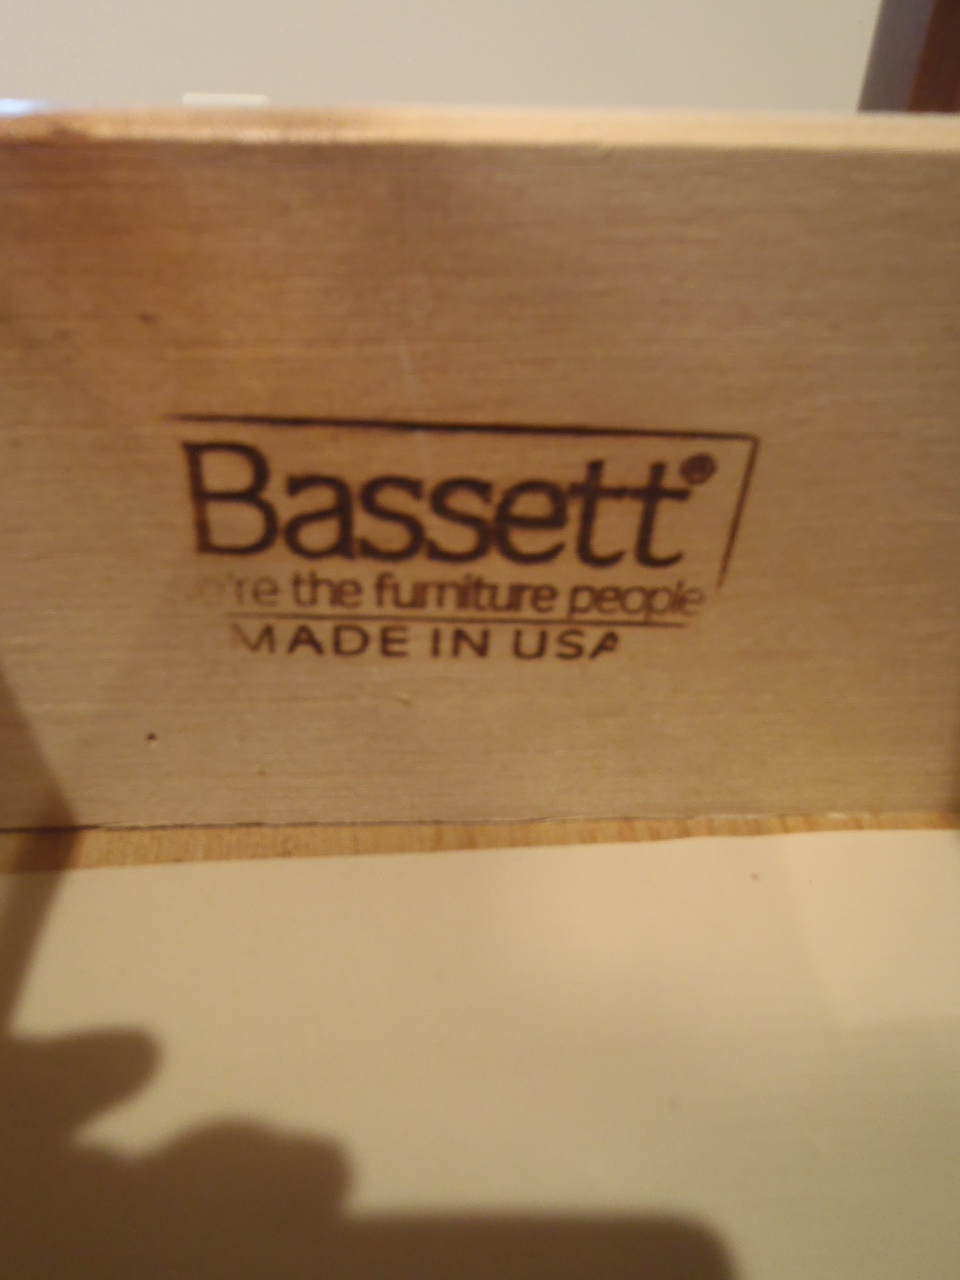 Bassett®
the furniture people
MADE IN USA